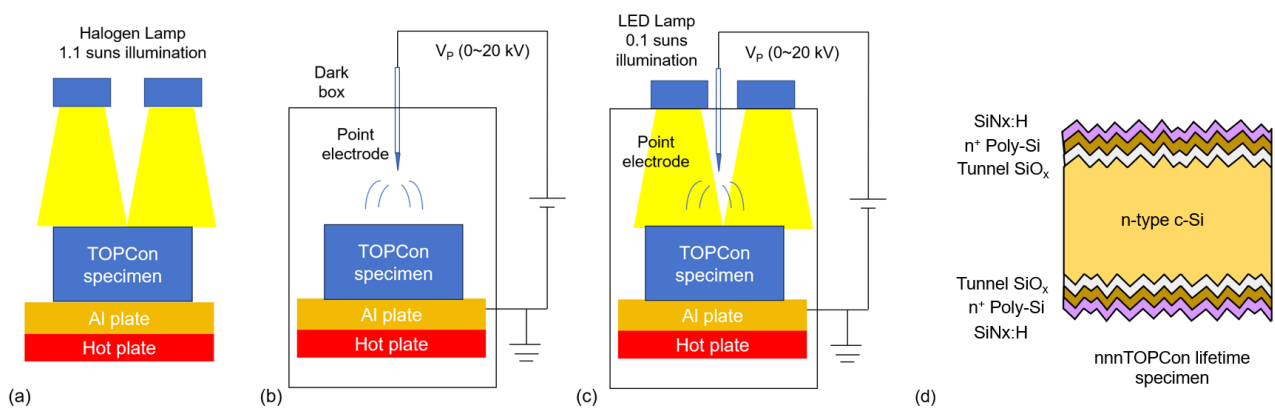 Halogen Lamp
1.1 suns illumination
TOPCon
specimen
Al plate
Hot plate
(a)
V_P (0~20 kV)
Dark
box
Point
electrode
TOPCon
specimen
Al plate
Hot plate
(b)
LED Lamp
0.1 suns
illumination
V_P (0~20 kV)
Point
electrode
TOPCon
specimen
Al plate
Hot plate
(c)
SiNx:H
n⁺ Poly-Si
Tunnel SiOₓ
n-type c-Si
Tunnel SiOₓ
n⁺ Poly-Si
SiNx:H
nnnTOPCon lifetime
specimen
(d)